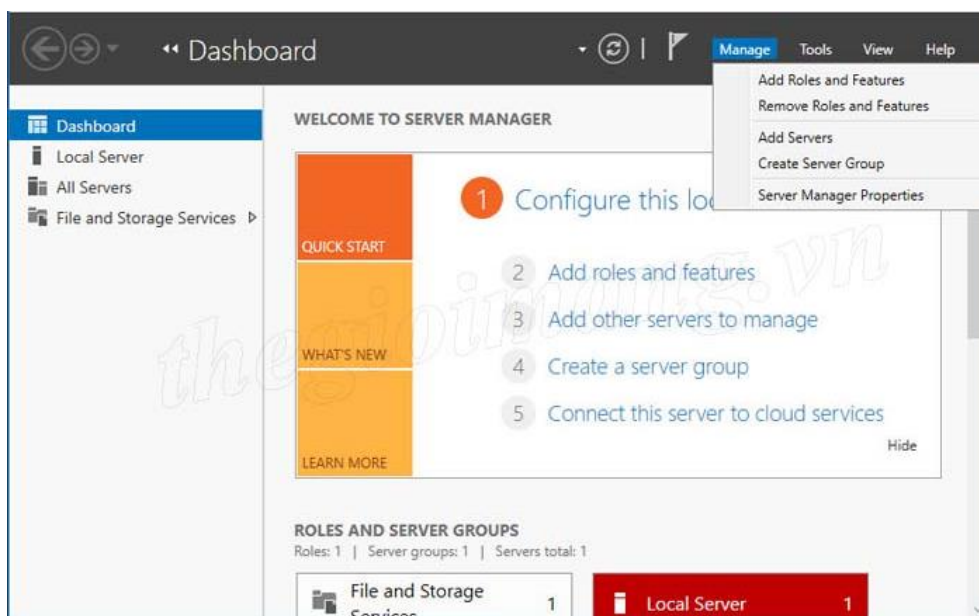 Dashboard
Manage Tools View Help
Add Roles and Features
Remove Roles and Features
Add Servers
Create Server Group
Server Manager Properties
Dashboard
Local Server
All Servers
File and Storage Services
WELCOME TO SERVER MANAGER
QUICK START
WHAT'S NEW
LEARN MORE
1 Configure this loc
2 Add roles and features
3 Add other servers to manage
4 Create a server group
5 Connect this server to cloud services
Hide
thegioimang.vn
ROLES AND SERVER GROUPS
Roles: 1 | Server groups: 1 | Servers total: 1
File and Storage
Services 1
Local Server 1